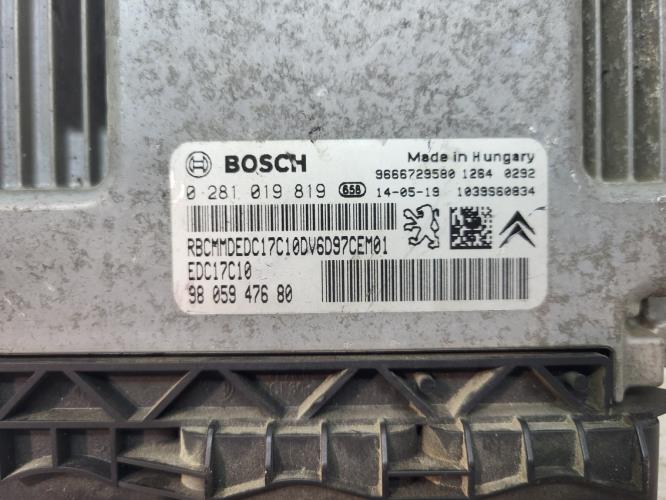 BOSCH
Made in Hungary
9666729580 1264 0292
0 281 019 819 658 14-05-19 1039S60834
RBCMMDEDC17C10DV6D97CEM01
EDC17C10
98 059 476 80